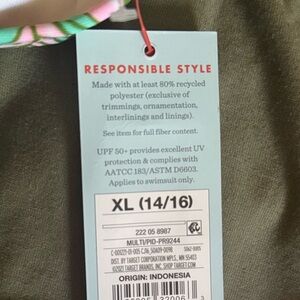 RESPONSIBLE STYLE
Made with at least 80% recycled
polyester (exclusive of
trimmings, ornamentation,
interlinings and linings).
See item for full fiber content.
UPF 50+ provides excellent UV
protection & complies with
AATCC 183/ASTM D6603.
Applies to swimsuit only.
XL (14/16)
222 05 8987
MULTI/PID-PR9244
DIST. BY TARGET CORPORATION MPLS., MN 55403
©2021 TARGET BRANDS, INC. SHOP TARGET.COM
ORIGIN: INDONESIA